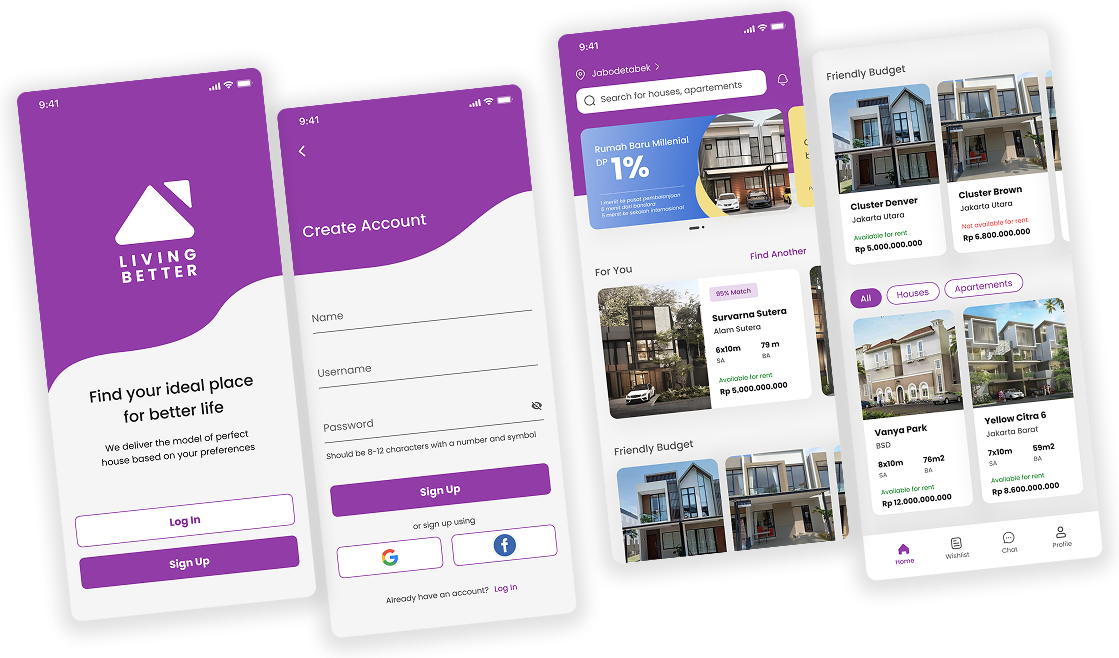 9:41
LIVING
BETTER
Find your ideal place
for better life
We deliver the model of perfect
house based on your preferences
Log In
Sign Up
9:41
Create Account
Name
Username
Password
Should be 8-12 characters with a number and symbol
Sign Up
or sign up using
G
f
Already have an account? Log In
9:41
Jabodetabek >
Search for houses, apartements
Rumah Baru Millenial
DP 1%
1 menit ke pusat pembelanjaan
6 menit dari bandara
5 menit ke sekolah internasional
For You
Find Another
95% Match
Survarna Sutera
Alam Sutera
6x10m 79 m
SA BA
Available for rent
Rp 5.000.000.000
Friendly Budget
Friendly Budget
Cluster Denver
Jakarta Utara
Available for rent
Rp 5.000.000.000
Cluster Brown
Jakarta Utara
Not available for rent
Rp 6.800.000.000
All
Houses
Apartements
Vanya Park
BSD
8x10m 76m2
SA BA
Available for rent
Rp 12.000.000.000
Yellow Citra 6
Jakarta Barat
7x10m 59m2
SA BA
Available for rent
Rp 8.600.000.000
Home
Wishlist
Chat
Profile